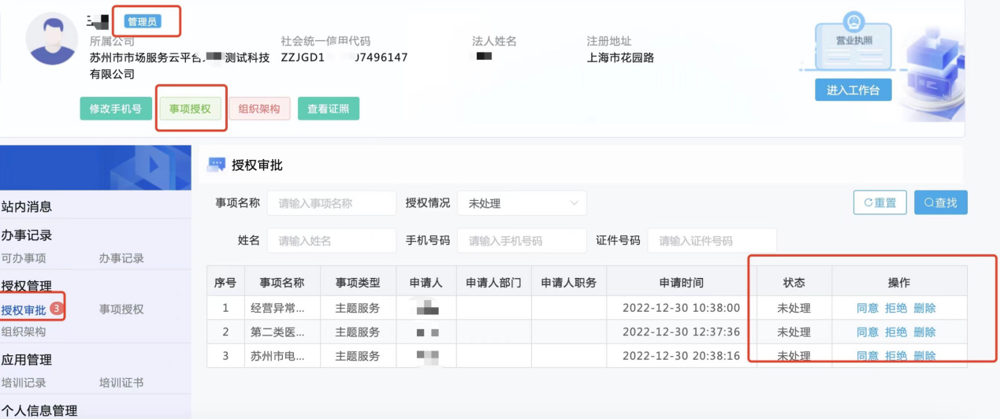 管理员
所属公司
社会统一信用代码
法人姓名
注册地址
营业执照
苏州市市场服务云平台 测试科技
有限公司
ZZJGD1 07496147
上海市花园路
进入工作台
修改手机号 事项授权 组织架构 查看证照
授权审批
站内消息
办事记录
可办事项 办事记录
授权管理
授权审批 3 事项授权
组织架构
应用管理
培训记录 培训证书
个人信息管理
事项名称 请输入事项名称 授权情况 未处理 重置 查找
姓名 请输入姓名 手机号码 请输入手机号码 证件号码 请输入证件号码
序号 事项名称 事项类型 申请人 申请人部门 申请人职务 申请时间 状态 操作
1 经营异常... 主题服务 2022-12-30 10:38:00 未处理 同意 拒绝 删除
2 第二类医... 主题服务 2022-12-30 12:37:36 未处理 同意 拒绝 删除
3 苏州市电... 主题服务 2022-12-30 20:38:16 未处理 同意 拒绝 删除